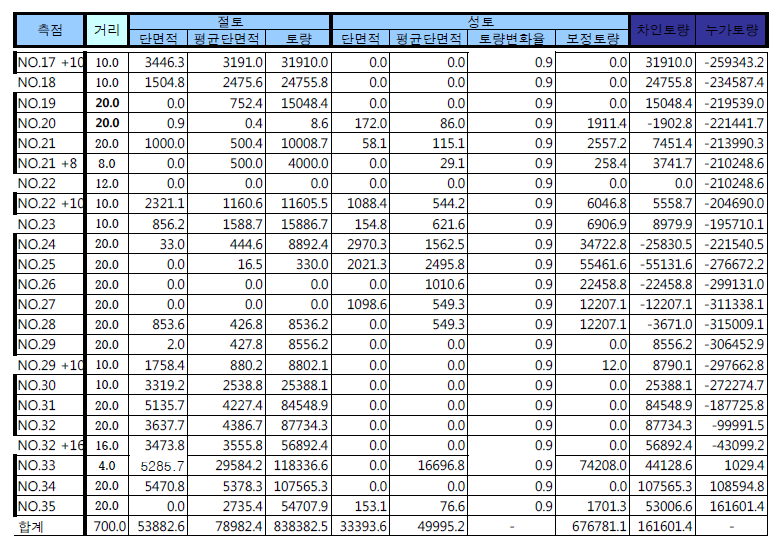 측점 거리 절토 성토 차인토량 누가토량
단면적 평균단면적 토량 단면적 평균단면적 토량변화율 보정토량
NO.17 +10 10.0 3446.3 3191.0 31910.0 0.0 0.0 0.9 0.0 31910.0 -259343.2
NO.18 10.0 1504.8 2475.6 24755.8 0.0 0.0 0.9 0.0 24755.8 -234587.4
NO.19 20.0 0.0 752.4 15048.4 0.0 0.0 0.9 0.0 15048.4 -219539.0
NO.20 20.0 0.9 0.4 8.6 172.0 86.0 0.9 1911.4 -1902.8 -221441.7
NO.21 20.0 1000.0 500.4 10008.7 58.1 115.1 0.9 2557.2 7451.4 -213990.3
NO.21 +8 8.0 0.0 500.0 4000.0 0.0 29.1 0.9 258.4 3741.7 -210248.6
NO.22 12.0 0.0 0.0 0.0 0.0 0.0 0.9 0.0 0.0 -210248.6
NO.22 +10 10.0 2321.1 1160.6 11605.5 1088.4 544.2 0.9 6046.8 5558.7 -204690.0
NO.23 10.0 856.2 1588.7 15886.7 154.8 621.6 0.9 6906.9 8979.9 -195710.1
NO.24 20.0 33.0 444.6 8892.4 2970.3 1562.5 0.9 34722.8 -25830.5 -221540.5
NO.25 20.0 0.0 16.5 330.0 2021.3 2495.8 0.9 55461.6 -55131.6 -276672.2
NO.26 20.0 0.0 0.0 0.0 0.0 1010.6 0.9 22458.8 -22458.8 -299131.0
NO.27 20.0 0.0 0.0 0.0 1098.6 549.3 0.9 12207.1 -12207.1 -311338.1
NO.28 20.0 853.6 426.8 8536.2 0.0 549.3 0.9 12207.1 -3671.0 -315009.1
NO.29 20.0 2.0 427.8 8556.2 0.0 0.0 0.9 0.0 8556.2 -306452.9
NO.29 +10 10.0 1758.4 880.2 8802.1 0.0 0.0 0.9 12.0 8790.1 -297662.8
NO.30 10.0 3319.2 2538.8 25388.1 0.0 0.0 0.9 0.0 25388.1 -272274.7
NO.31 20.0 5135.7 4227.4 84548.9 0.0 0.0 0.9 0.0 84548.9 -187725.8
NO.32 20.0 3637.7 4386.7 87734.3 0.0 0.0 0.9 0.0 87734.3 -99991.5
NO.32 +16 16.0 3473.8 3555.8 56892.4 0.0 0.0 0.9 0.0 56892.4 -43099.2
NO.33 4.0 5285.7 29584.2 118336.6 0.0 16696.8 0.9 74208.0 44128.6 1029.4
NO.34 20.0 5470.8 5378.3 107565.3 0.0 0.0 0.9 0.0 107565.3 108594.8
NO.35 20.0 0.0 2735.4 54707.9 153.1 76.6 0.9 1701.3 53006.6 161601.4
합계 700.0 53882.6 78982.4 838382.5 33393.6 49995.2 - 676781.1 161601.4 -